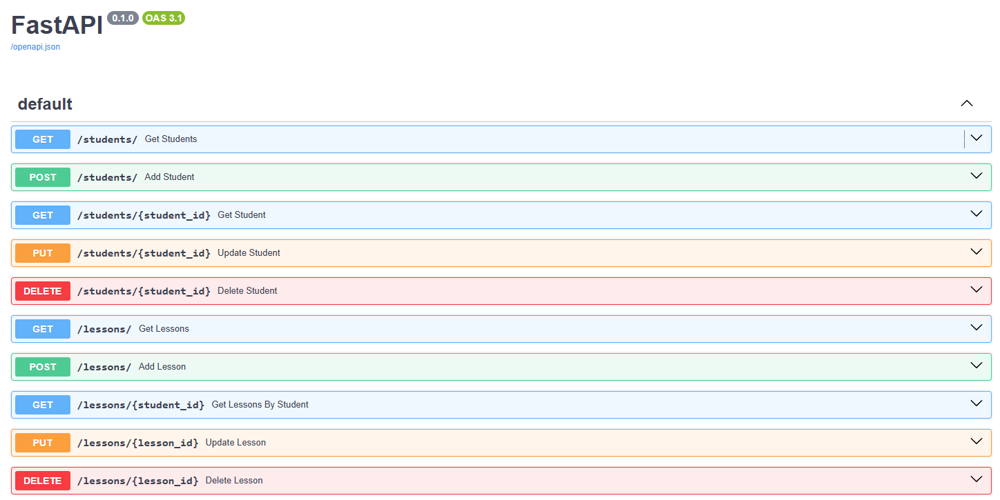 FastAPI 0.1.0 OAS 3.1
/openapi.json
default
GET /students/ Get Students
POST /students/ Add Student
GET /students/{student_id} Get Student
PUT /students/{student_id} Update Student
DELETE /students/{student_id} Delete Student
GET /lessons/ Get Lessons
POST /lessons/ Add Lesson
GET /lessons/{student_id} Get Lessons By Student
PUT /lessons/{lesson_id} Update Lesson
DELETE /lessons/{lesson_id} Delete Lesson